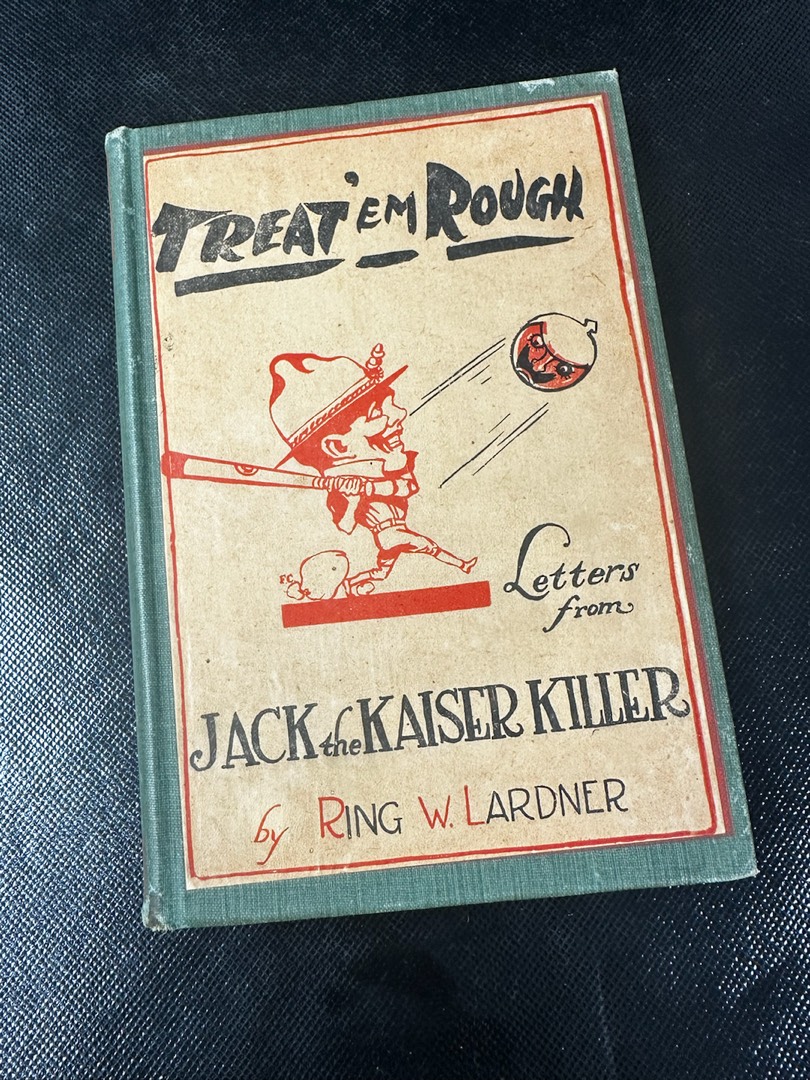 TREAT 'EM ROUGH
F.C.
Letters
from
JACK the KAISER KILLER
by RING W. LARDNER